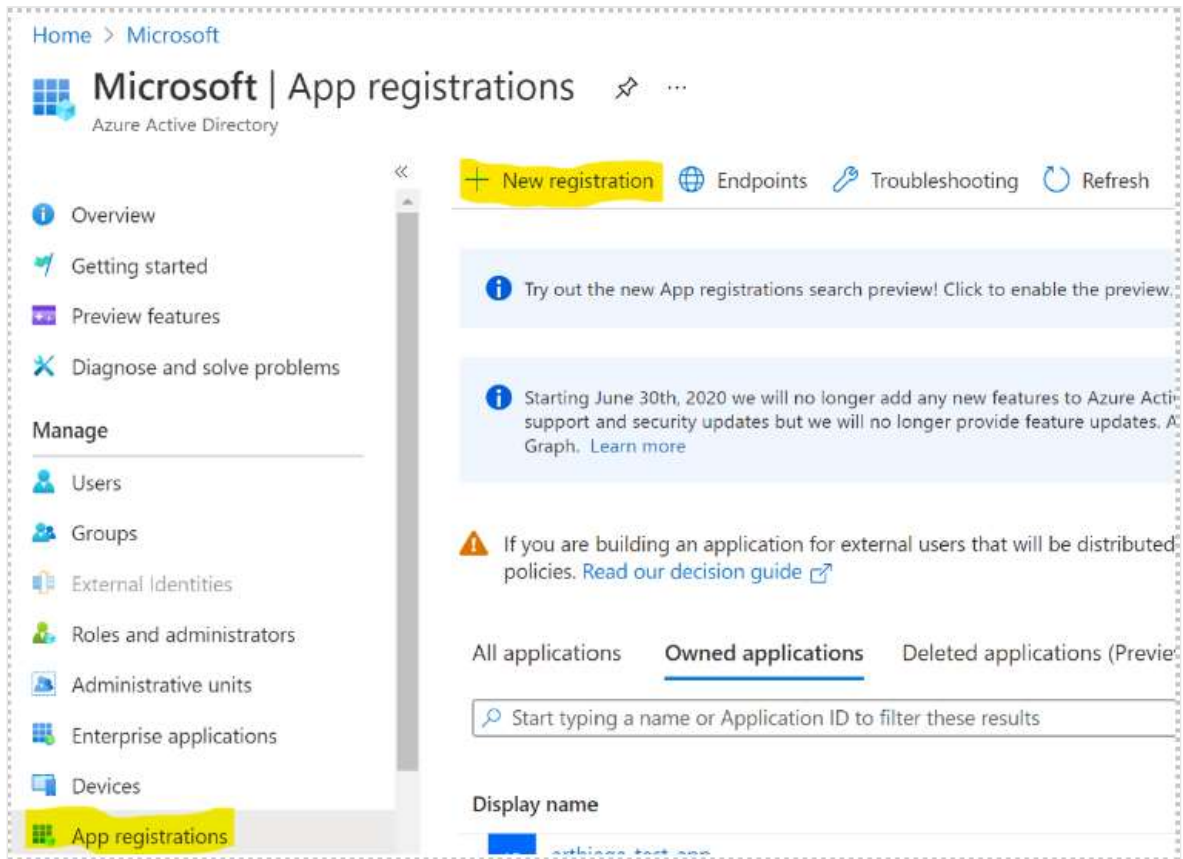 Home > Microsoft
Microsoft | App registrations
Azure Active Directory
New registration
Endpoints
Troubleshooting
Refresh
Overview
Getting started
Preview features
Diagnose and solve problems
Manage
Users
Groups
External Identities
Roles and administrators
Administrative units
Enterprise applications
Devices
App registrations
Try out the new App registrations search preview! Click to enable the preview.
Starting June 30th, 2020 we will no longer add any new features to Azure Acti
support and security updates but we will no longer provide feature updates. A
Graph. Learn more
If you are building an application for external users that will be distributed
policies. Read our decision guide
All applications
Owned applications
Deleted applications (Previe
Start typing a name or Application ID to filter these results
Display name